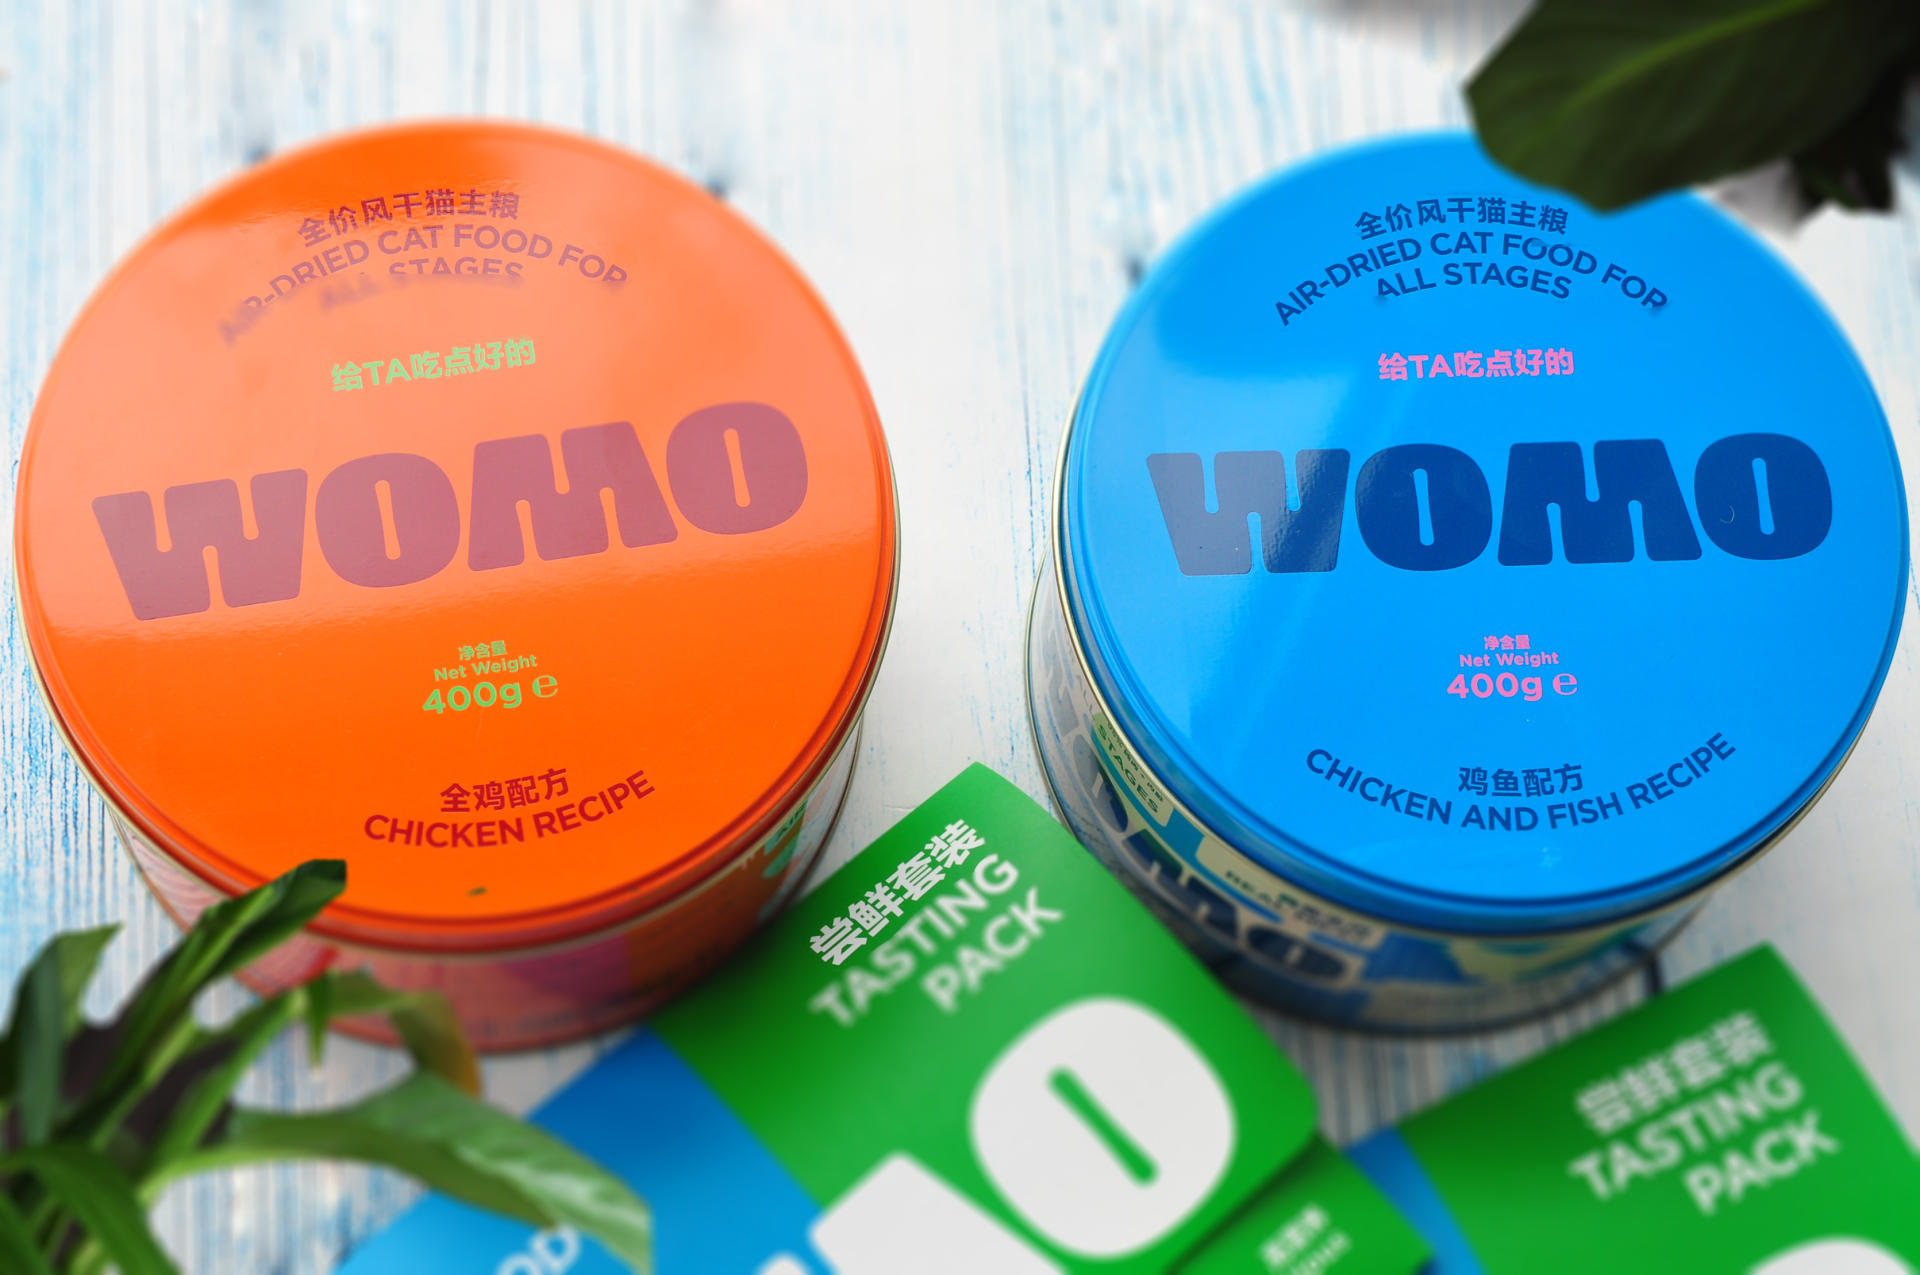 全价风干猫主粮
AIR-DRIED CAT FOOD FOR
ALL STAGES
给TA吃点好的
WOMO
净含量
Net Weight
400g ℮
全鸡配方
CHICKEN RECIPE
全价风干猫主粮
AIR-DRIED CAT FOOD FOR
ALL STAGES
给TA吃点好的
WOMO
净含量
Net Weight
400g ℮
鸡鱼配方
CHICKEN AND FISH RECIPE
STAGES
尝鲜套装
TASTING
PACK
尝鲜套装
TASTING
PACK